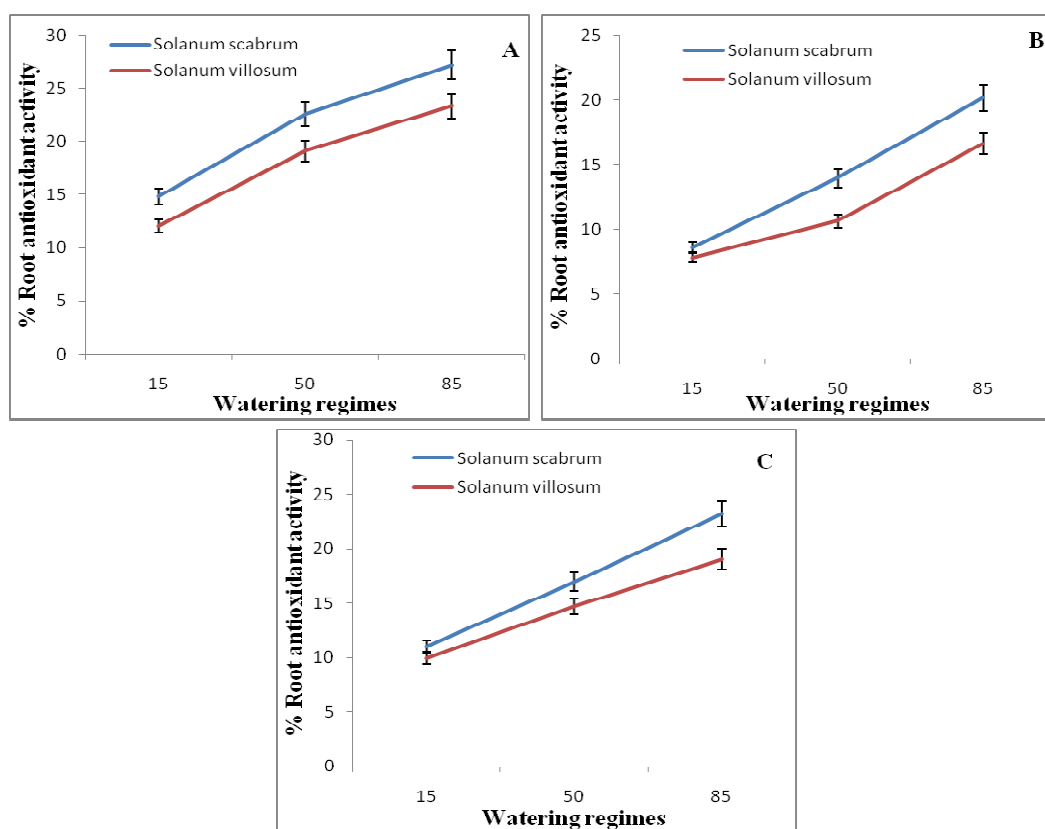 A
Solanum scabrum
Solanum villosum
% Root antioxidant activity
30
25
20
15
10
5
0
15 50 85
Watering regimes
B
Solanum scabrum
Solanum villosum
% Root antioxidant activity
25
20
15
10
5
0
15 50 85
Watering regimes
C
Solanum scabrum
Solanum villosum
% Root antioxidant activity
30
25
20
15
10
5
0
15 50 85
Watering regimes